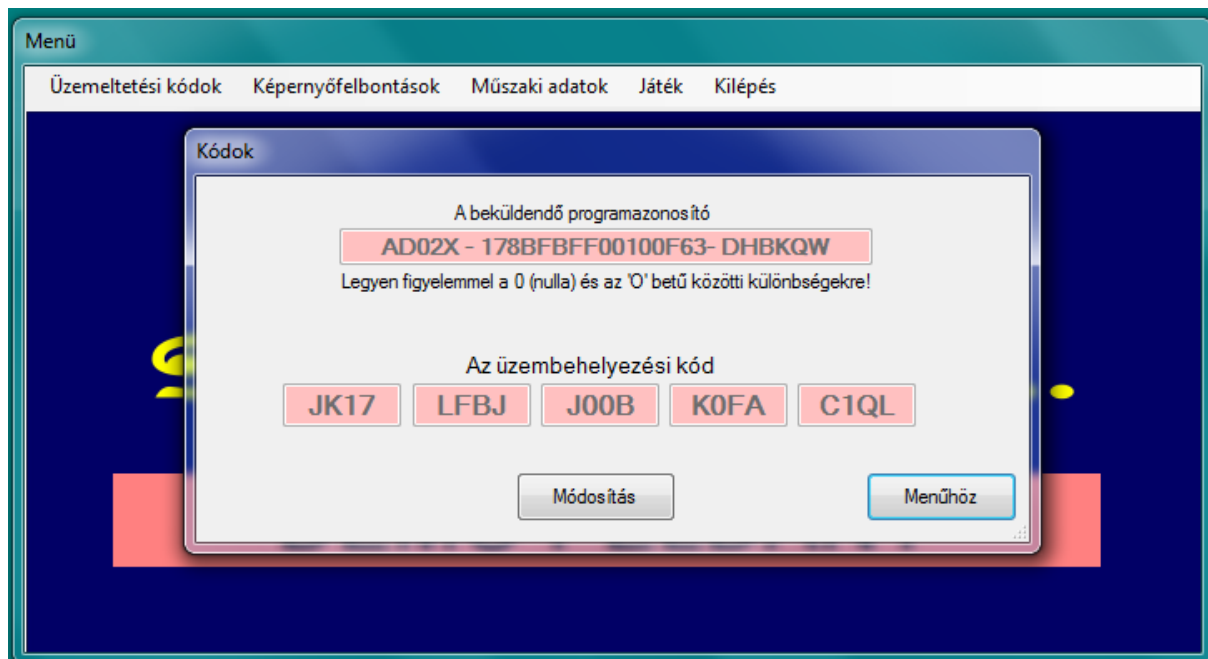 Menü
Üzemeltetési kódok Képernyőfelbontások Műszaki adatok Játék Kilépés
Kódok
A beküldendő programazonosító
AD02X - 178BFBFF00100F63- DHBKQW
Legyen figyelemmel a 0 (nulla) és az 'O' betű közötti különbségekre!
Az üzembehelyezési kód
JK17 LFBJ J00B K0FA C1QL
Módosítás Menűhöz